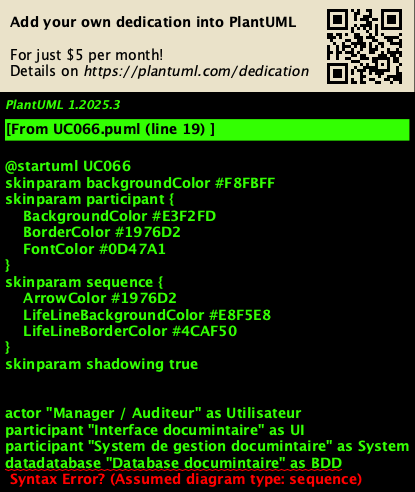 Add your own dedication into PlantUML
For just $5 per month!
Details on https://plantuml.com/dedication
PlantUML 1.2025.3
[From UC066.puml (line 19) ]
@startuml UC066
skinparam backgroundColor #F8FBFF
skinparam participant {
BackgroundColor #E3F2FD
BorderColor #1976D2
FontColor #0D47A1
}
skinparam sequence {
ArrowColor #1976D2
LifeLineBackgroundColor #E8F5E8
LifeLineBorderColor #4CAF50
}
skinparam shadowing true
actor "Manager / Auditeur" as Utilisateur
participant "Interface documintaire" as UI
participant "System de gestion documintaire" as System
datadatabase "Database documintaire" as BDD
Syntax Error? (Assumed diagram type: sequence)